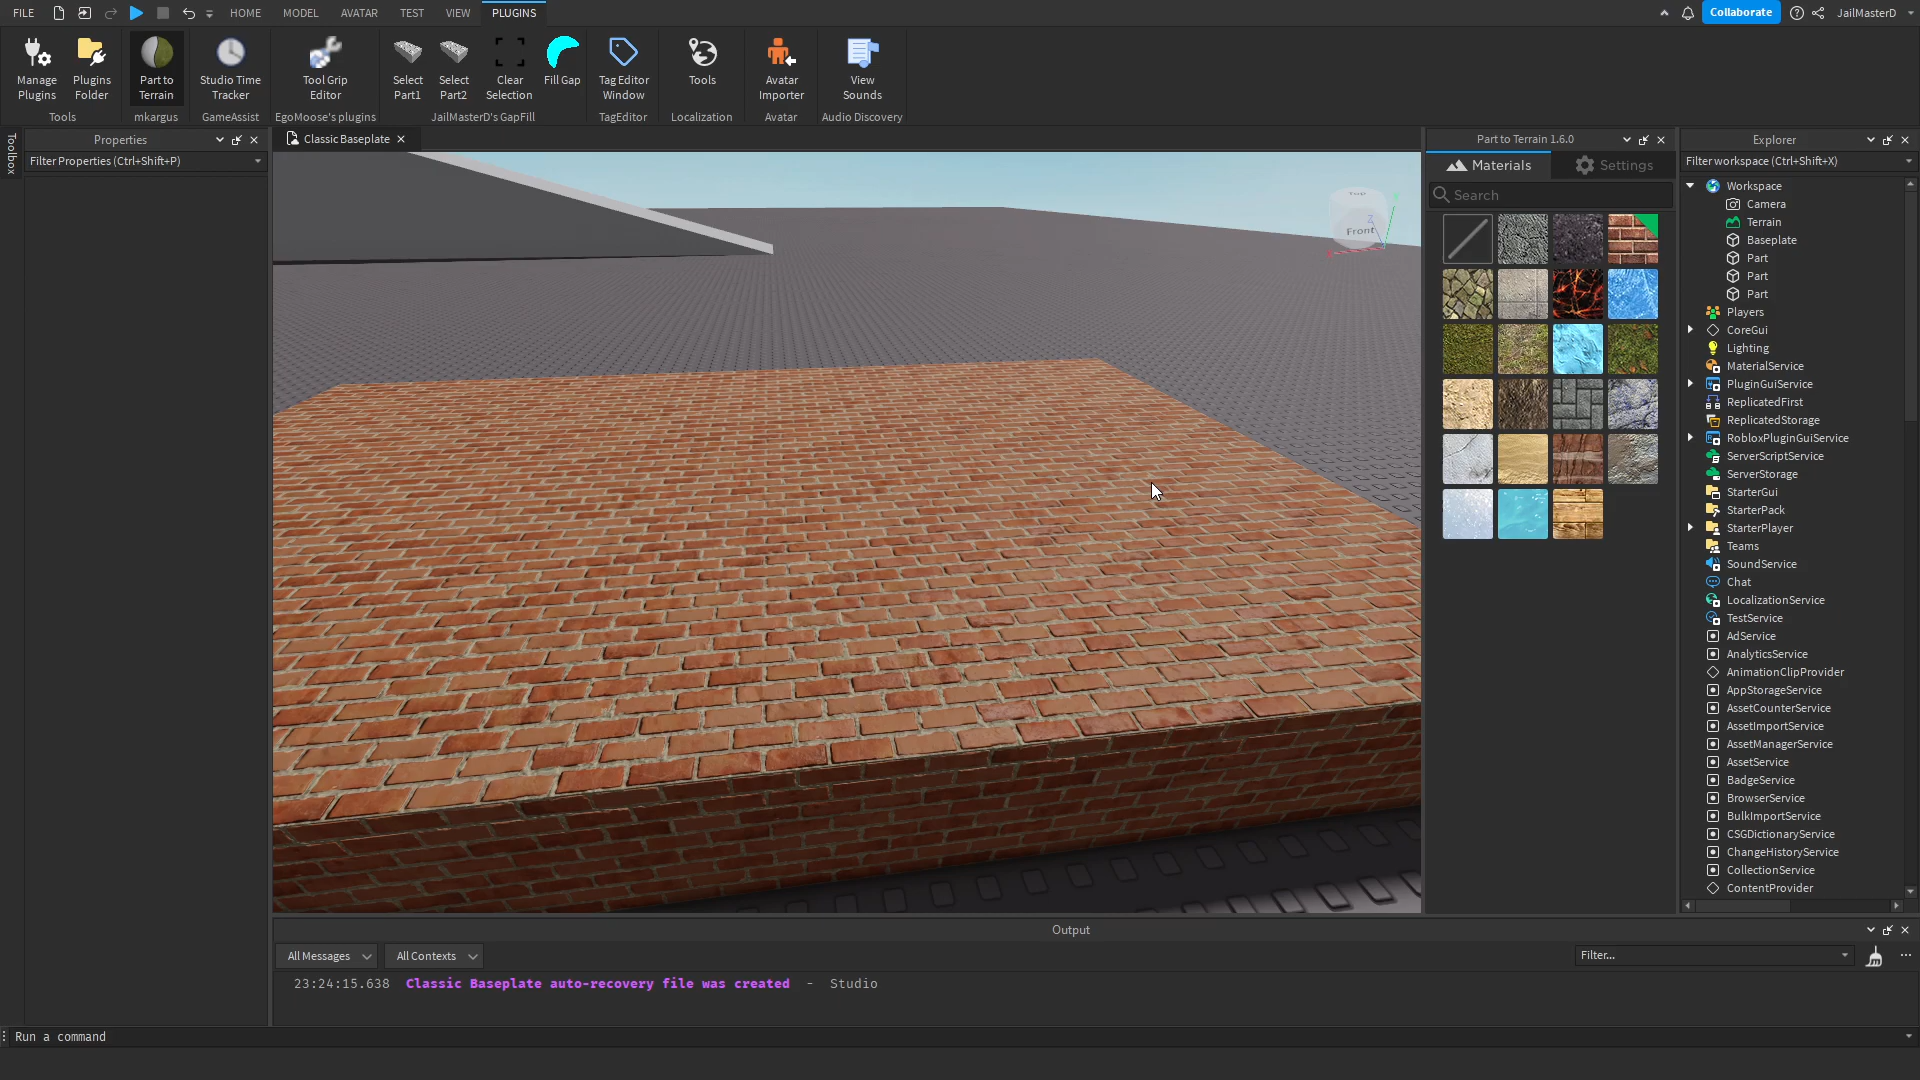 FILE
HOME
MODEL
AVATAR
TEST
VIEW
PLUGINS
Collaborate
JailMasterD
Manage
Plugins
Plugins
Folder
Tools
Part to
Terrain
mkargus
Studio Time
Tracker
GameAssist
Tool Grip
Editor
EgoMoose's plugins
Select
Part1
Select
Part2
Clear
Selection
Fill Gap
JailMasterD's GapFill
Tag Editor
Window
TagEditor
Tools
Localization
Avatar
Importer
Avatar
View
Sounds
Audio Discovery
Toolbox
Properties
Filter Properties (Ctrl+Shift+P)
Classic Baseplate
Top
Front
Z
Part to Terrain 1.6.0
Materials
Settings
Search
Explorer
Filter workspace (Ctrl+Shift+X)
Workspace
Camera
Terrain
Baseplate
Part
Part
Part
Players
CoreGui
Lighting
MaterialService
PluginGuiService
ReplicatedFirst
ReplicatedStorage
RobloxPluginGuiService
ServerScriptService
ServerStorage
StarterGui
StarterPack
StarterPlayer
Teams
SoundService
Chat
LocalizationService
TestService
AdService
AnalyticsService
AnimationClipProvider
AppStorageService
AssetCounterService
AssetImportService
AssetManagerService
AssetService
BadgeService
BrowserService
BulkImportService
CSGDictionaryService
ChangeHistoryService
CollectionService
ContentProvider
Output
All Messages
All Contexts
Filter...
23:24:15.638 Classic Baseplate auto-recovery file was created - Studio
Run a command